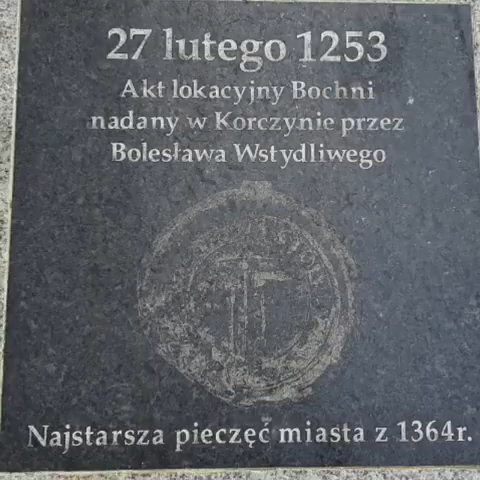 27 lutego 1253
Akt lokacyjny Bochni
nadany w Korczynie przez
Bolesława Wstydliwego
Najstarsza pieczęć miasta z 1364r.